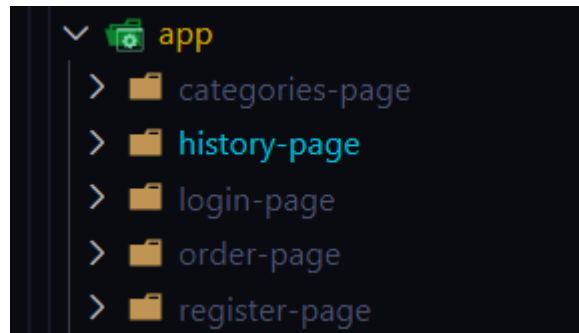 app
categories-page
history-page
login-page
order-page
register-page